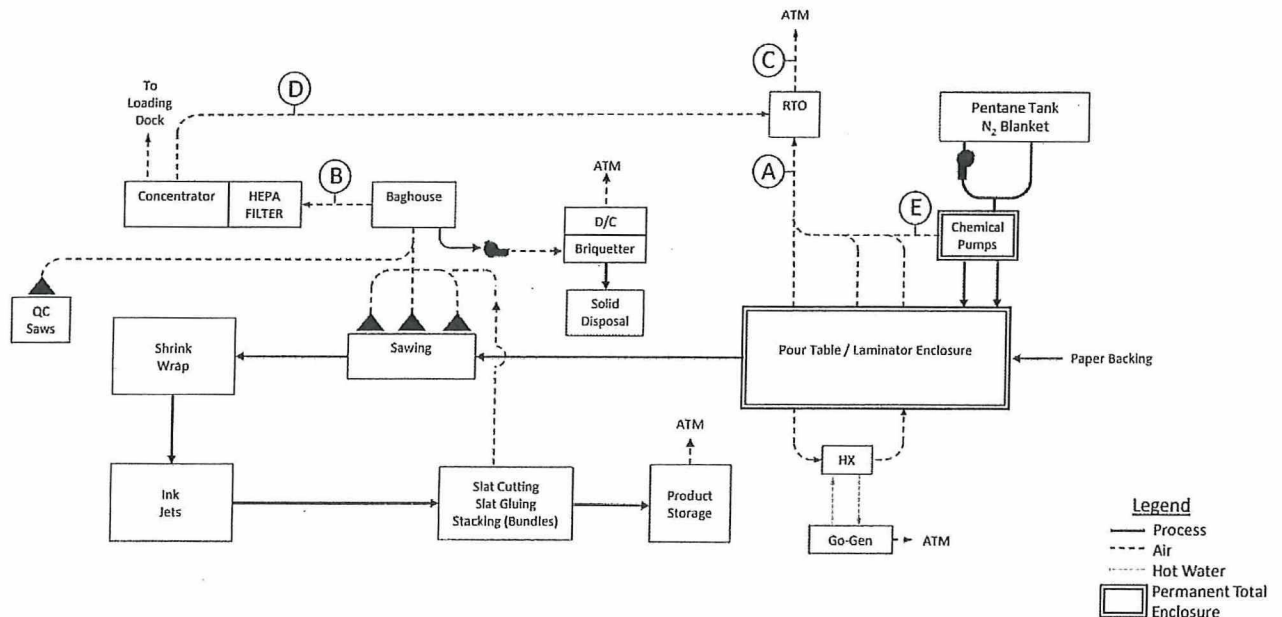 ATM
C
D
To
Loading
Dock
RTO
Pentane Tank
N₂ Blanket
A
ATM
B
Concentrator
HEPA
FILTER
Baghouse
D/C
Briquetter
E
Chemical
Pumps
Solid
Disposal
QC
Saws
Shrink
Wrap
Sawing
Pour Table / Laminator Enclosure
Paper Backing
ATM
HX
Ink
Jets
Slat Cutting
Slat Gluing
Stacking (Bundles)
Product
Storage
Go-Gen
ATM
Legend
Process
Air
Hot Water
Permanent Total
Enclosure